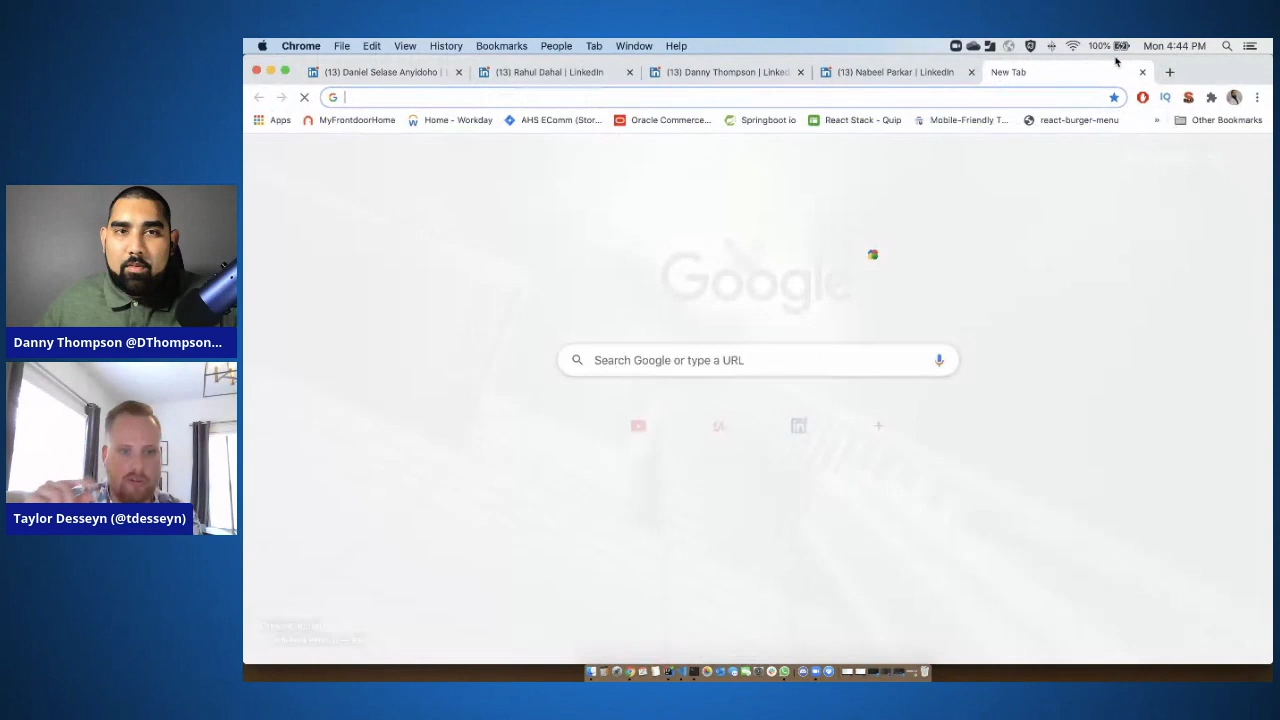 Chrome File Edit View History Bookmarks People Tab Window Help 100% Mon 4:44 PM
(13) Daniel Selase Anyidoho | (13) Rahul Dahal | LinkedIn (13) Danny Thompson | Linked (13) Nabeel Parkar | LinkedIn New Tab
Apps MyFrontdoorHome Home - Workday AHS EComm (Stor... Oracle Commerce... Springboot io React Stack - Quip Mobile-Friendly T... react-burger-menu » Other Bookmarks
Google
Search Google or type a URL
Danny Thompson @DThompson...
Taylor Desseyn (@tdesseyn)